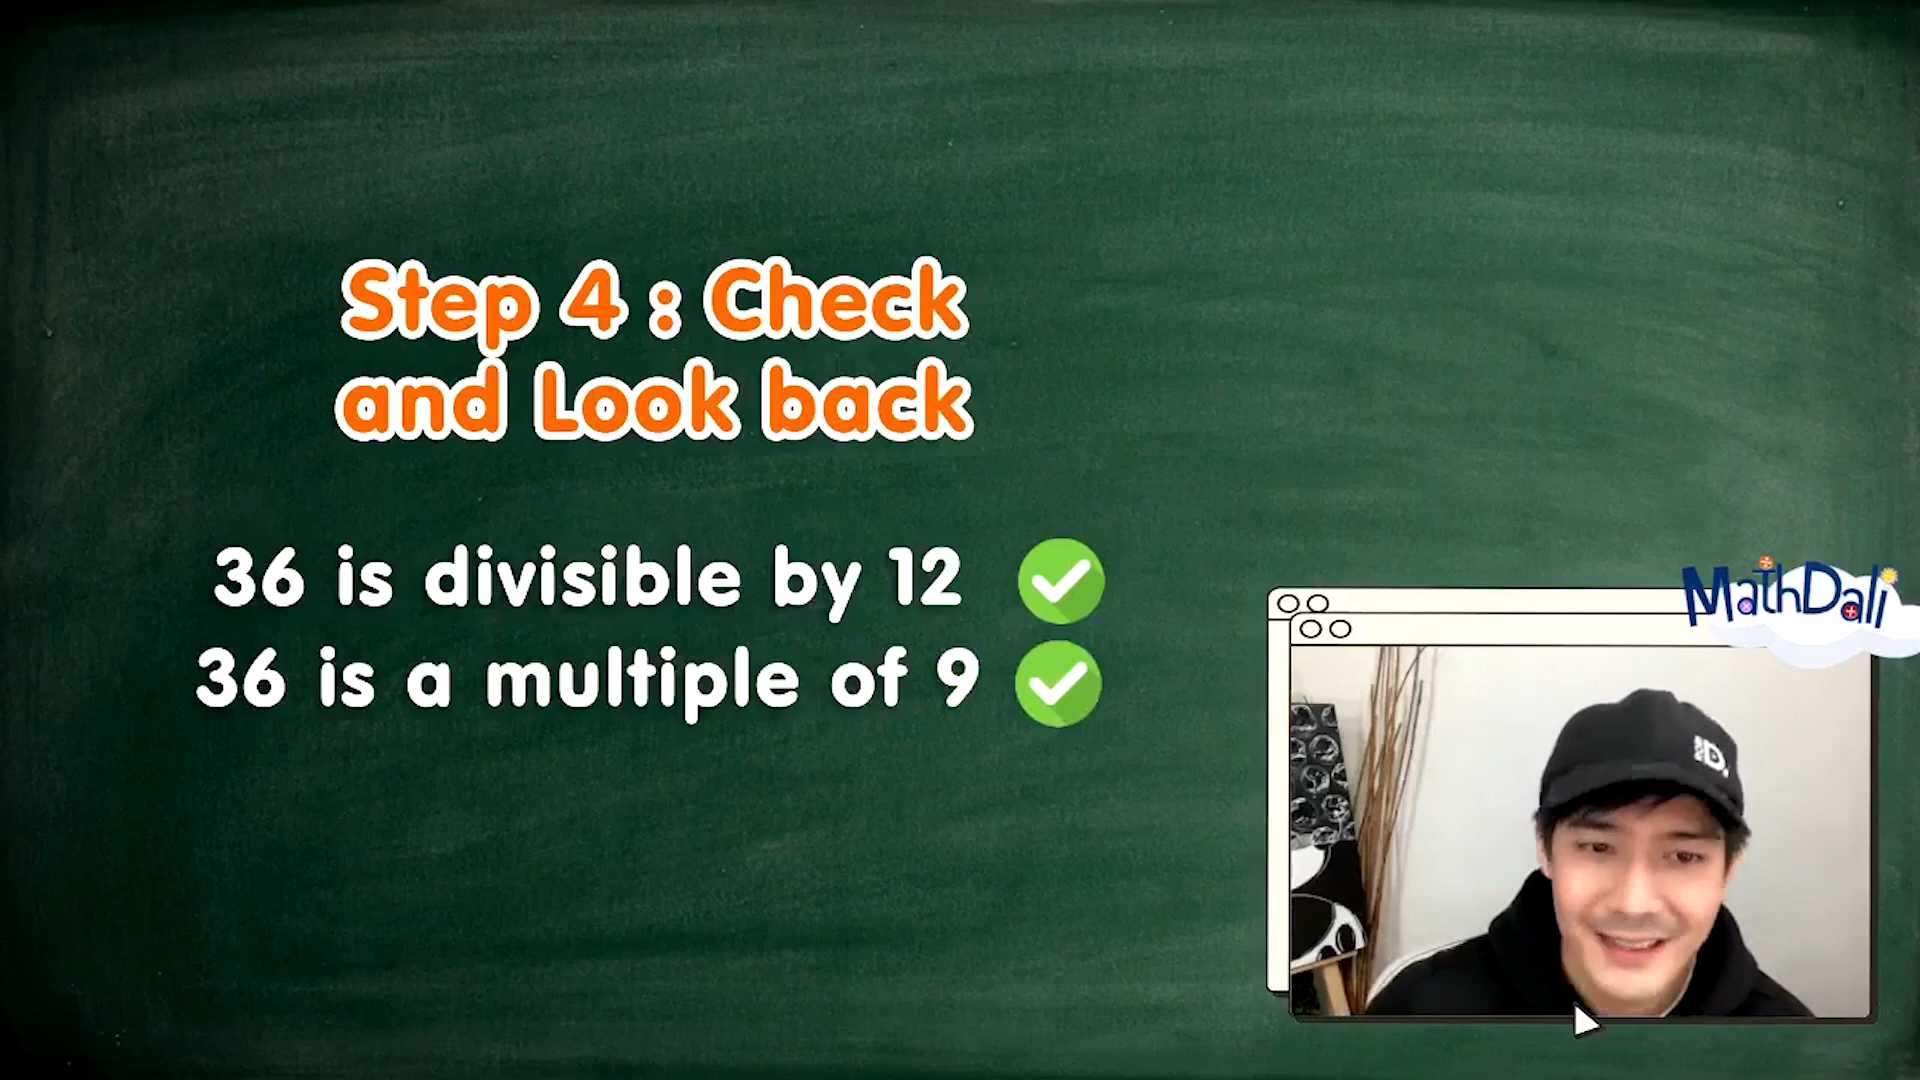 Step 4 : Check
and Look back
36 is divisible by 12
36 is a multiple of 9
MathDali
D.